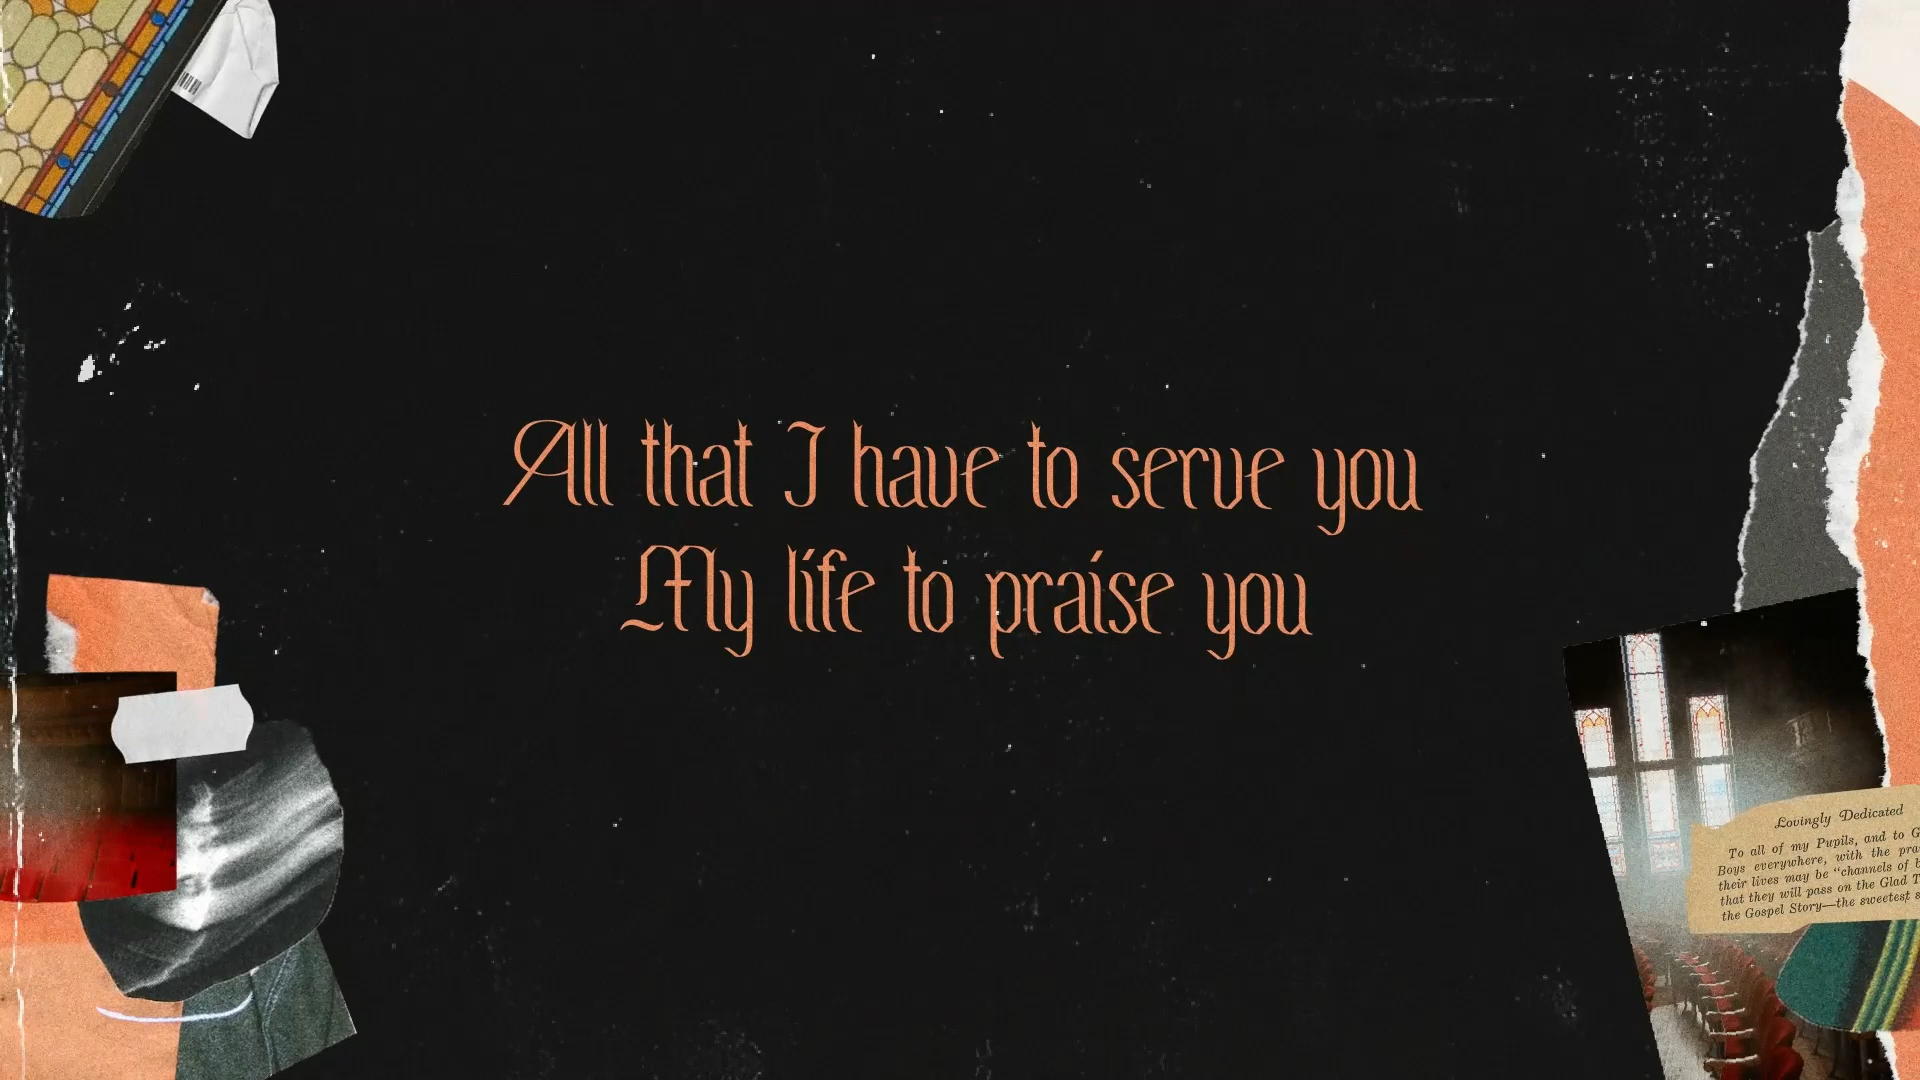 All that I have to serve you
My life to praise you
Lovingly Dedicated
To all of my Pupils, and to
Boys everywhere, with the
their lives may be "channels of
that they will pass on the Glad
the Gospel Story—the sweetest